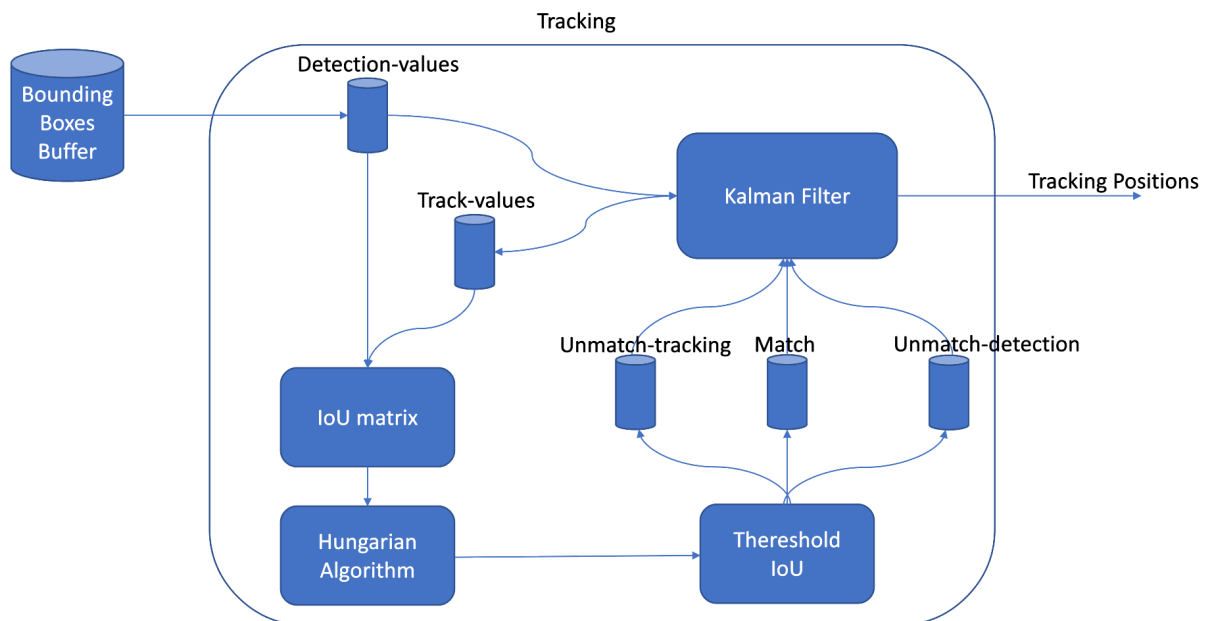 Tracking
Detection-values
Bounding
Boxes
Buffer
Track-values
Kalman Filter
Tracking Positions
Unmatch-tracking
Match
Unmatch-detection
IoU matrix
Hungarian
Algorithm
Thereshold
IoU